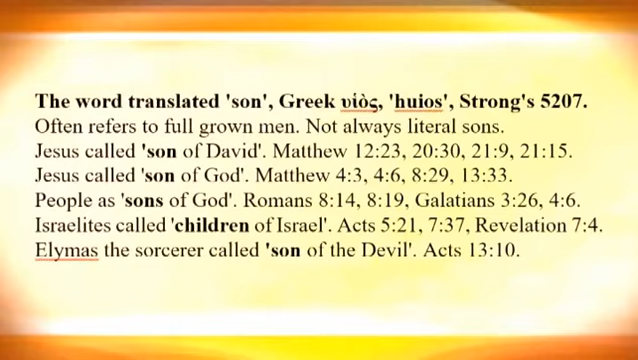 The word translated 'son', Greek υiὸς, 'huios', Strong's 5207.
Often refers to full grown men. Not always literal sons.
Jesus called 'son of David'. Matthew 12:23, 20:30, 21:9, 21:15.
Jesus called 'son of God'. Matthew 4:3, 4:6, 8:29, 13:33.
People as 'sons of God'. Romans 8:14, 8:19, Galatians 3:26, 4:6.
Israelites called 'children of Israel'. Acts 5:21, 7:37, Revelation 7:4.
Elymas the sorcerer called 'son of the Devil'. Acts 13:10.